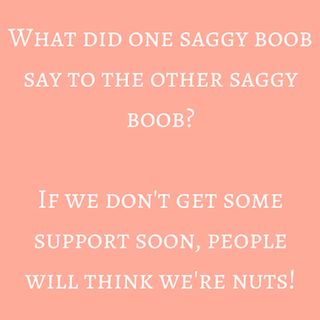 What did one saggy boob
say to the other saggy
boob?
If we don't get some
support soon, people
will think we're nuts!